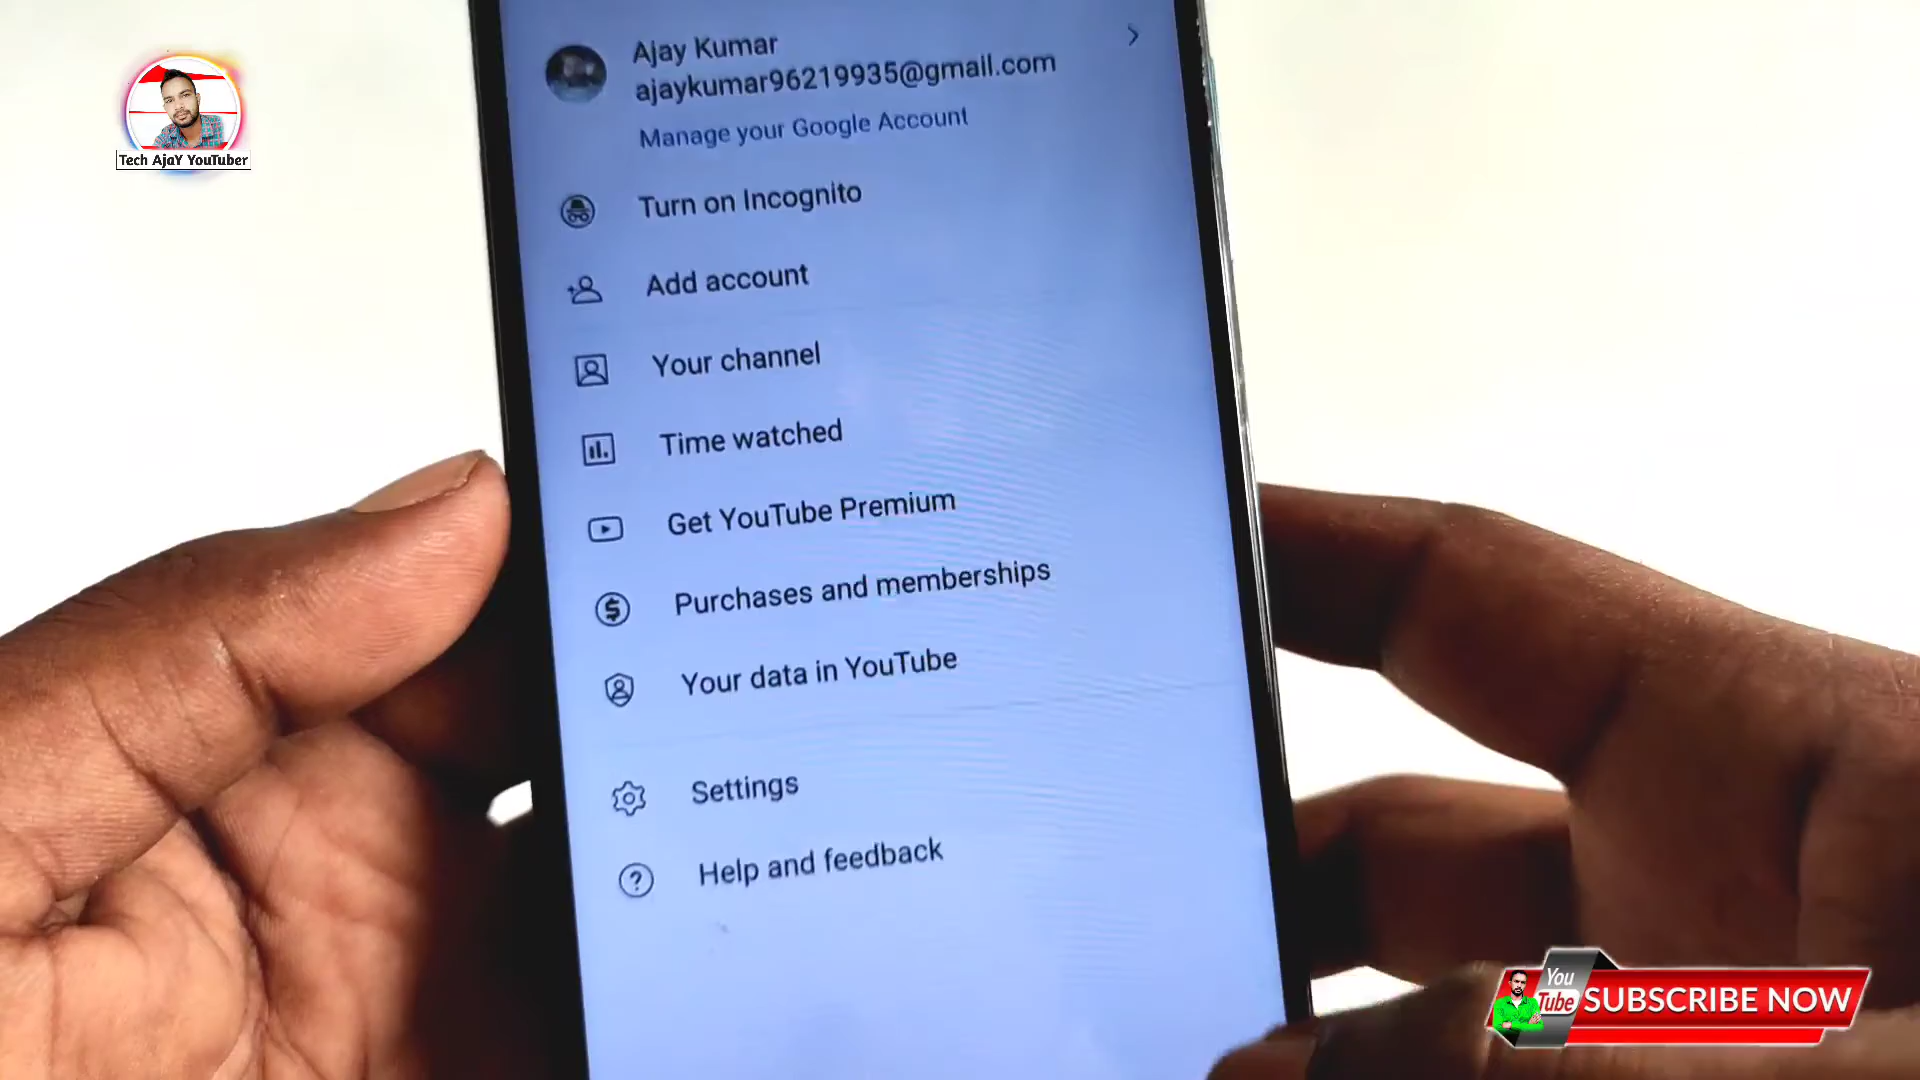 Ajay Kumar
ajaykumar96219935@gmail.com
Manage your Google Account
Tech AjaY YouTuber
Turn on Incognito
Add account
Your channel
Time watched
Get YouTube Premium
Purchases and memberships
Your data in YouTube
Settings
Help and feedback
You
Tube
SUBSCRIBE NOW